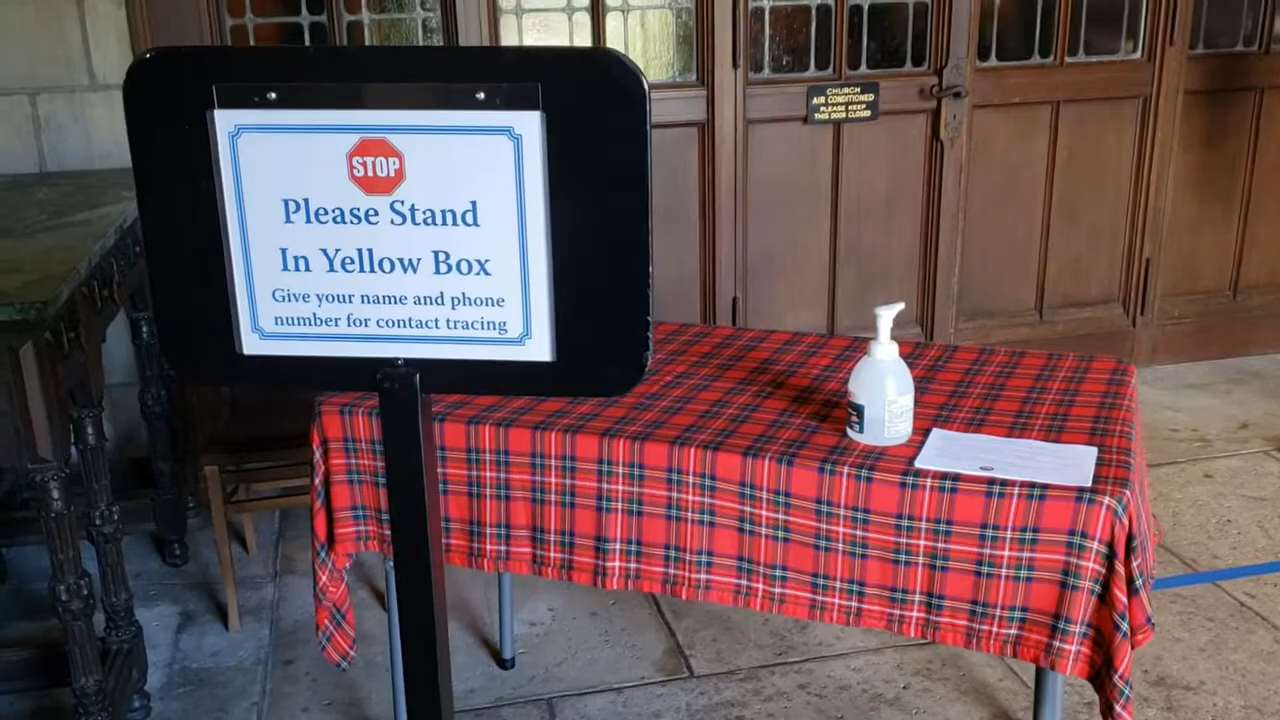 STOP
Please Stand
In Yellow Box
Give your name and phone
number for contact tracing
CHURCH
AIR CONDITIONED
PLEASE KEEP
THIS DOOR CLOSED